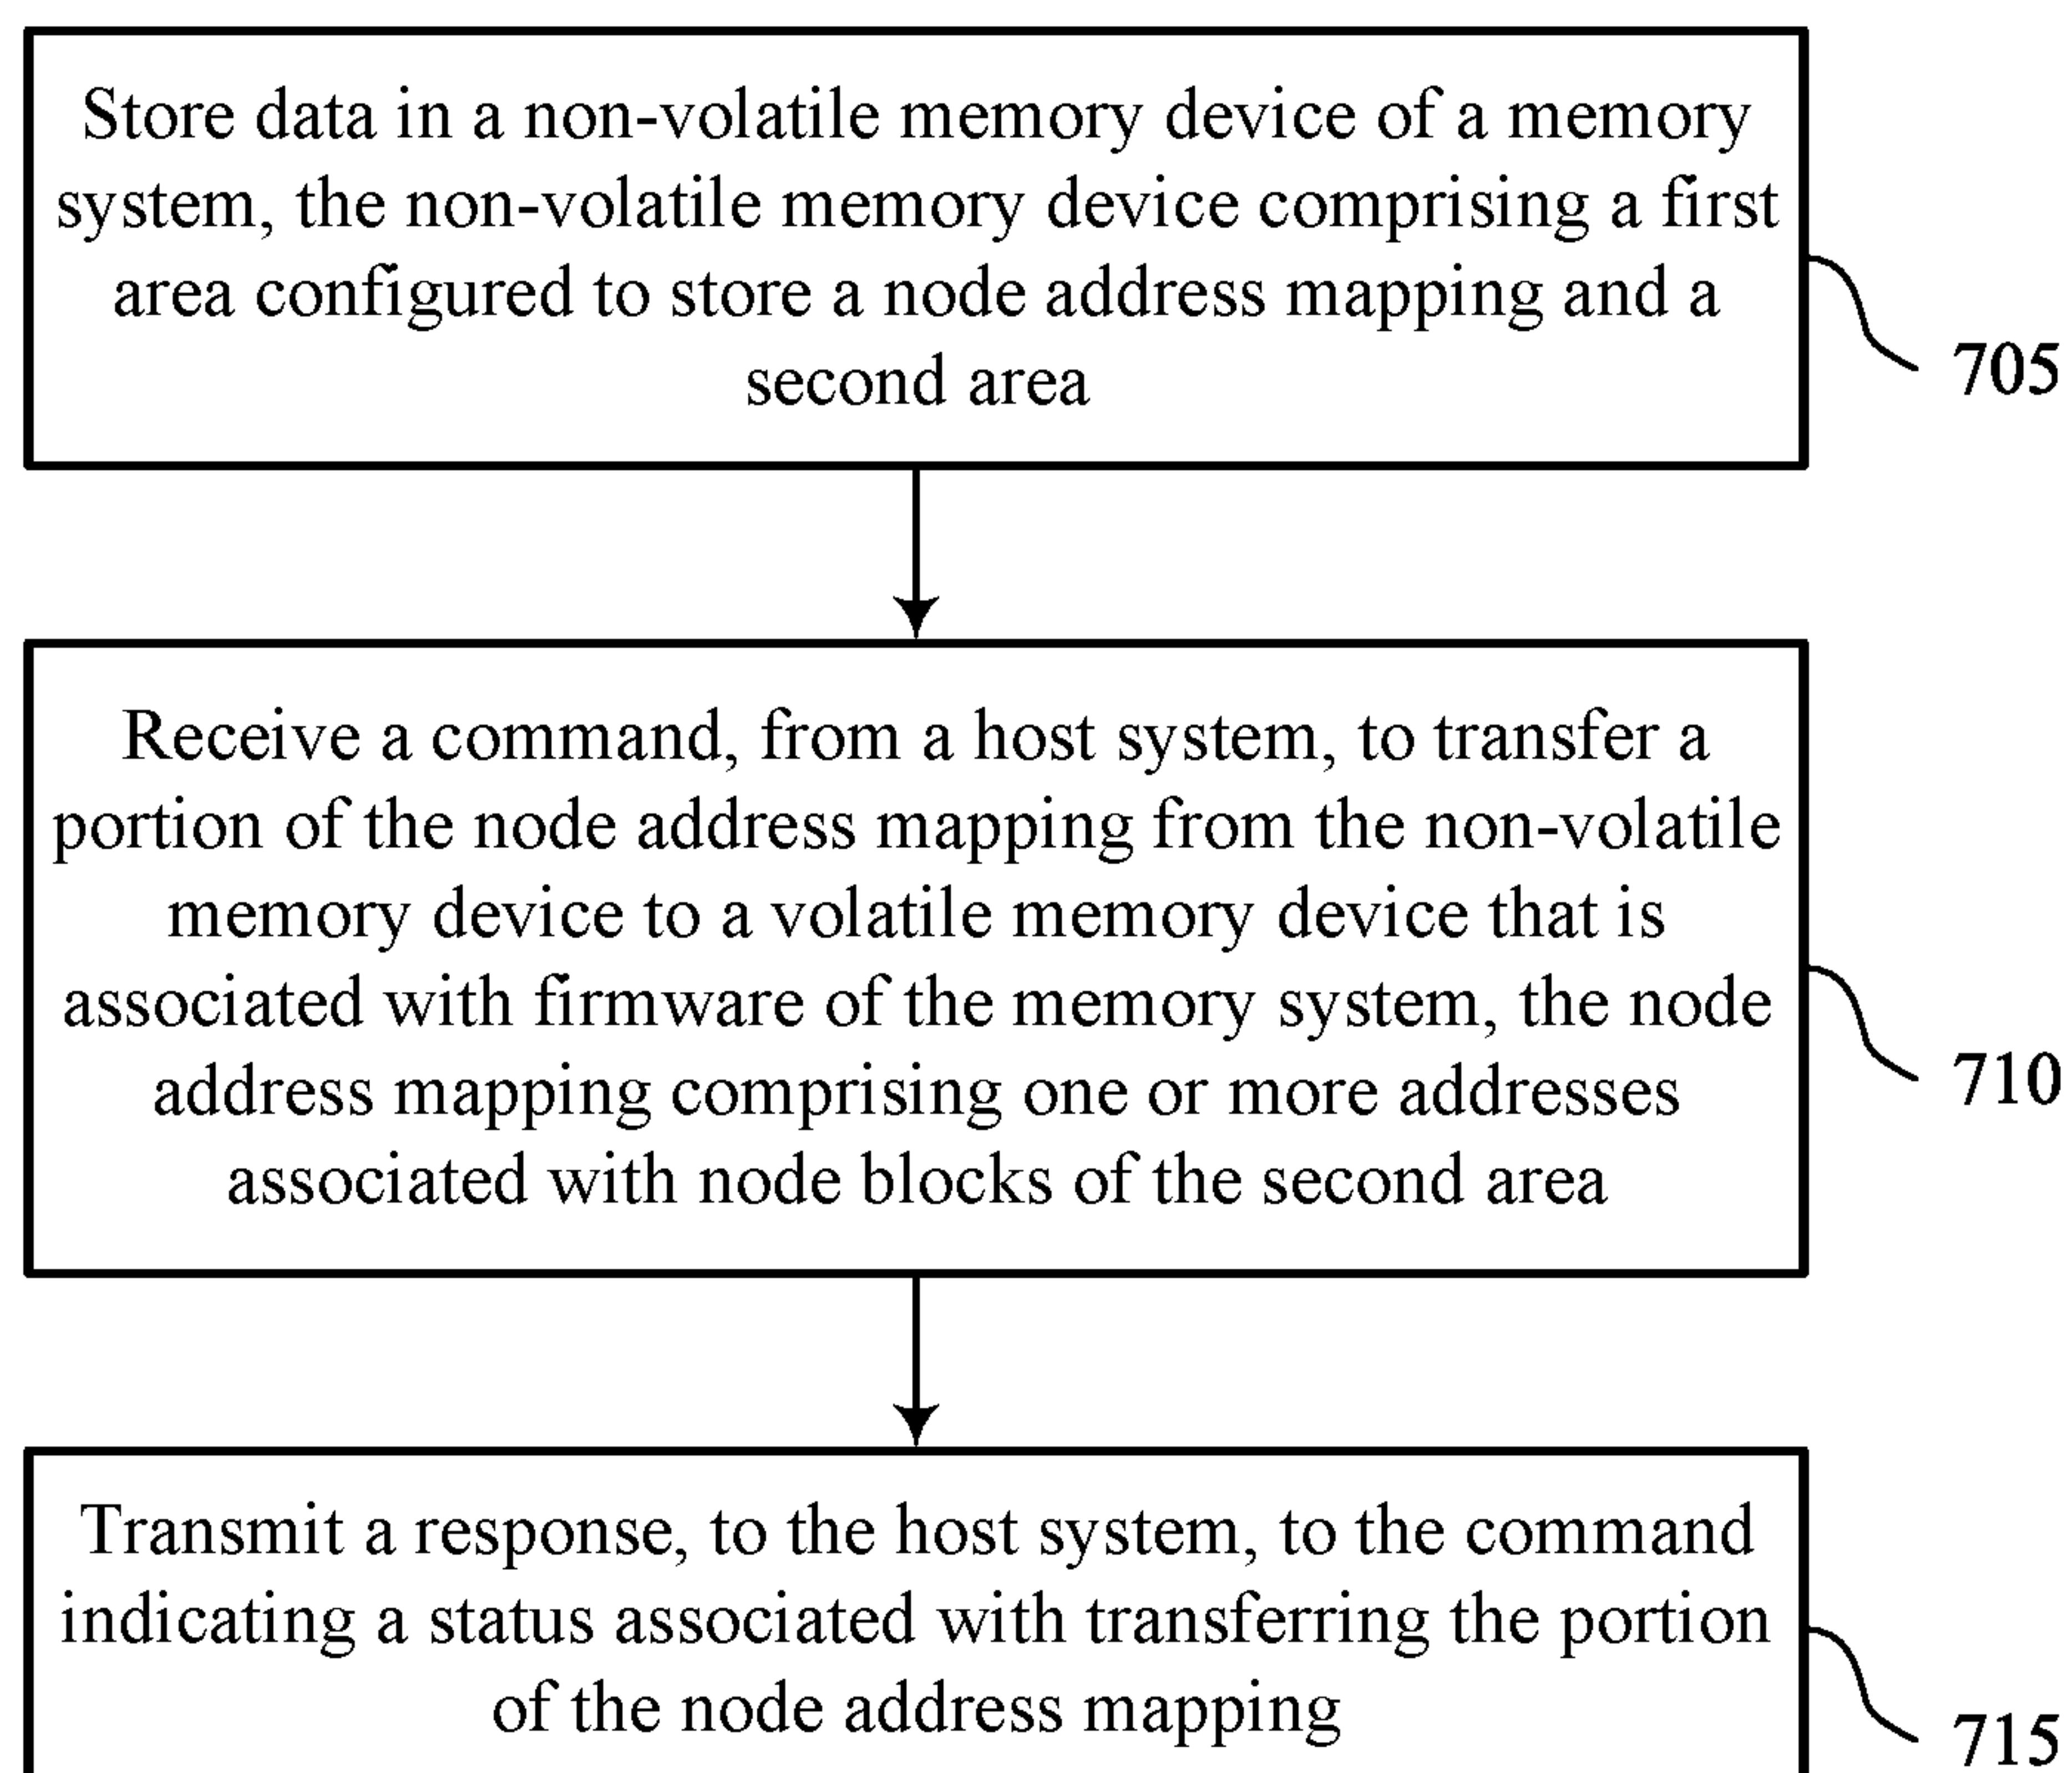 Store data in a non-volatile memory device of a memory
system, the non-volatile memory device comprising a first
area configured to store a node address mapping and a
second area
705
Receive a command, from a host system, to transfer a
portion of the node address mapping from the non-volatile
memory device to a volatile memory device that is
associated with firmware of the memory system, the node
address mapping comprising one or more addresses
associated with node blocks of the second area
710
Transmit a response, to the host system, to the command
indicating a status associated with transferring the portion
of the node address mapping
715